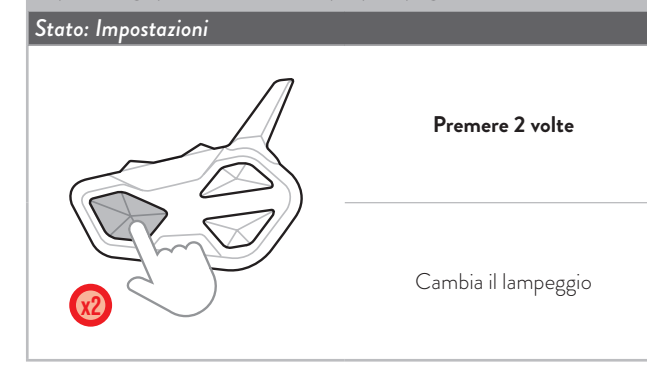 Stato: Impostazioni
Premere 2 volte
Cambia il lampeggio
x2